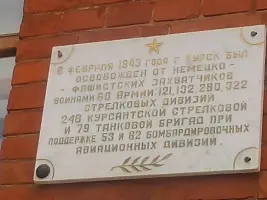 8 ФЕВРАЛЯ 1943 ГОДА Г. КУРСК БЫЛ
ОСВОБОЖДЕН ОТ НЕМЕЦКО -
- ФАШИСТСКИХ ЗАХВАТЧИКОВ
ВОИНАМИ 60 АРМИИ: 121, 132, 280, 322
СТРЕЛКОВЫХ ДИВИЗИЙ
248 КУРСАНТСКОЙ СТРЕЛКОВОЙ
И 79 ТАНКОВОЙ БРИГАД ПРИ
ПОДДЕРЖКЕ 53 И 62 БОМБАРДИРОВОЧНЫХ
АВИАЦИОННЫХ ДИВИЗИЙ.